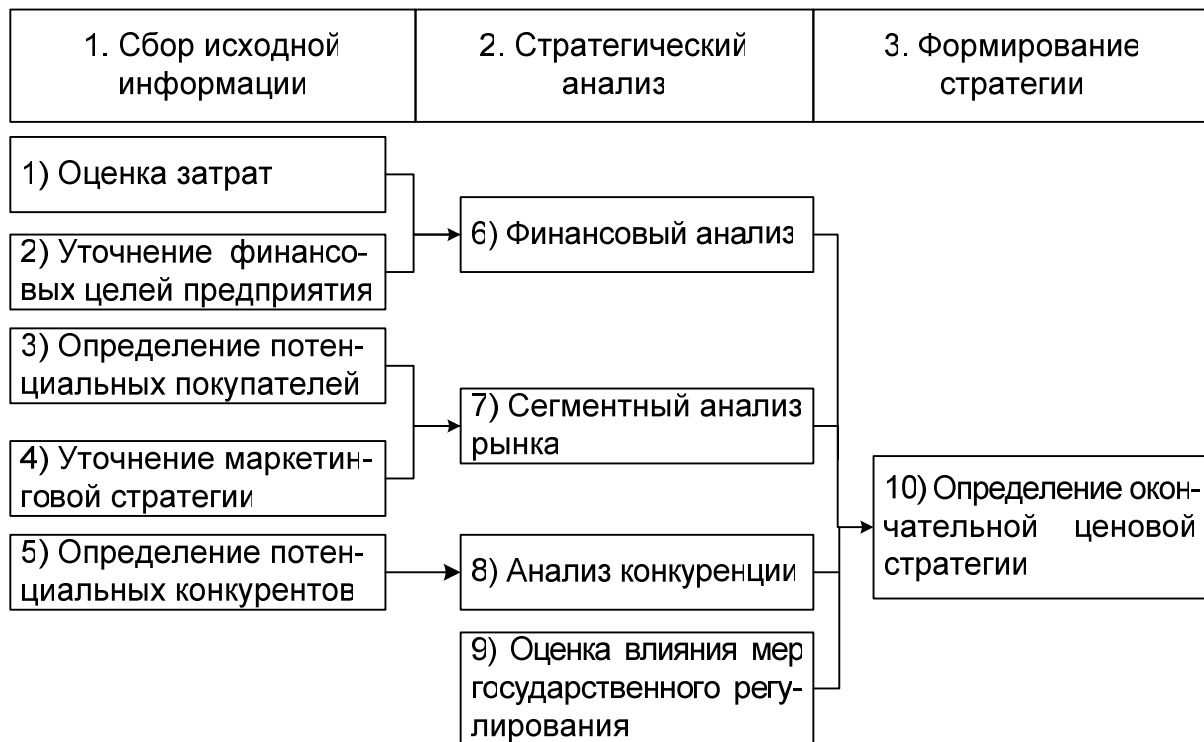 1. Сбор исходной
информации
2. Стратегический
анализ
3. Формирование
стратегии
1) Оценка затрат
2) Уточнение финансо-
вых целей предприятия
3) Определение потен-
циальных покупателей
4) Уточнение маркетин-
говой стратегии
5) Определение потен-
циальных конкурентов
6) Финансовый анализ
7) Сегментный анализ
рынка
8) Анализ конкуренции
9) Оценка влияния мер
государственного регу-
лирования
10) Определение окон-
чательной ценовой
стратегии